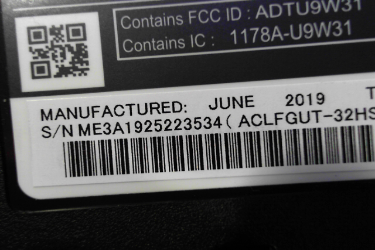 Contains FCC ID : ADTU9W31
Contains IC : 1178A-U9W31
MANUFACTURED: JUNE 2019 T
S/N ME3A1925223534( ACLFGUT-32HS